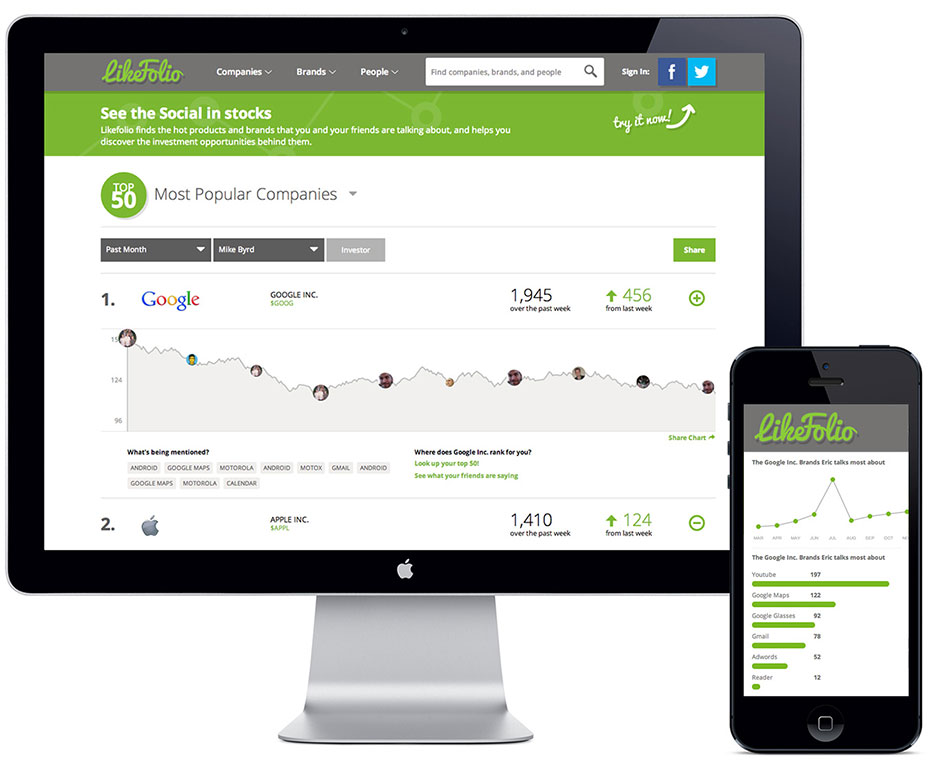 LikeFolio
Companies Brands People Find companies, brands, and people Sign In: f
See the Social in stocks
Likefolio finds the hot products and brands that you and your friends are talking about, and helps you
discover the investment opportunities behind them.
try it now!
TOP
50
Most Popular Companies
Past Month Mike Byrd Investor Share
1. Google GOOGLE INC. 1,945 456
$GOOG over the past week from last week
124
96
Share Chart
What's being mentioned? Where does Google Inc. rank for you?
ANDROID GOOGLE MAPS MOTOROLA ANDROID MOTOX GMAIL ANDROID Look up your top 50!
GOOGLE MAPS MOTOROLA CALENDAR See what your friends are saying
2. APPLE INC. 1,410 124
$APPL over the past week from last week
LikeFolio
The Google Inc. Brands Eric talks most about
MAR APR MAY JUN JUL AUG SEP OCT
The Google Inc. Brands Eric talks most about
Youtube 197
Google Maps 122
Google Glasses 92
Gmail 78
Adwords 52
Reader 12